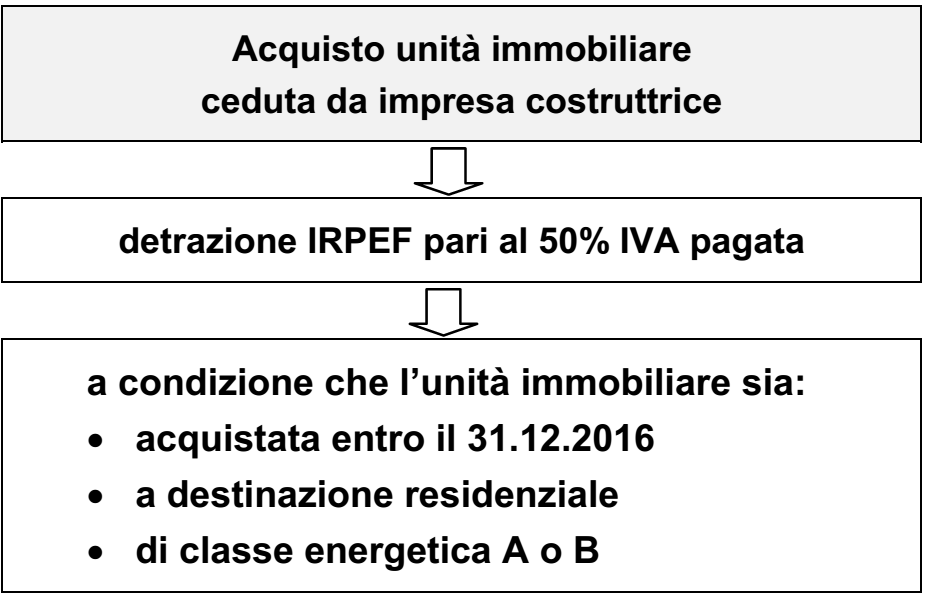 Acquisto unità immobiliare
ceduta da impresa costruttrice
detrazione IRPEF pari al 50% IVA pagata
a condizione che l'unità immobiliare sia:
• acquistata entro il 31.12.2016
• a destinazione residenziale
• di classe energetica A o B